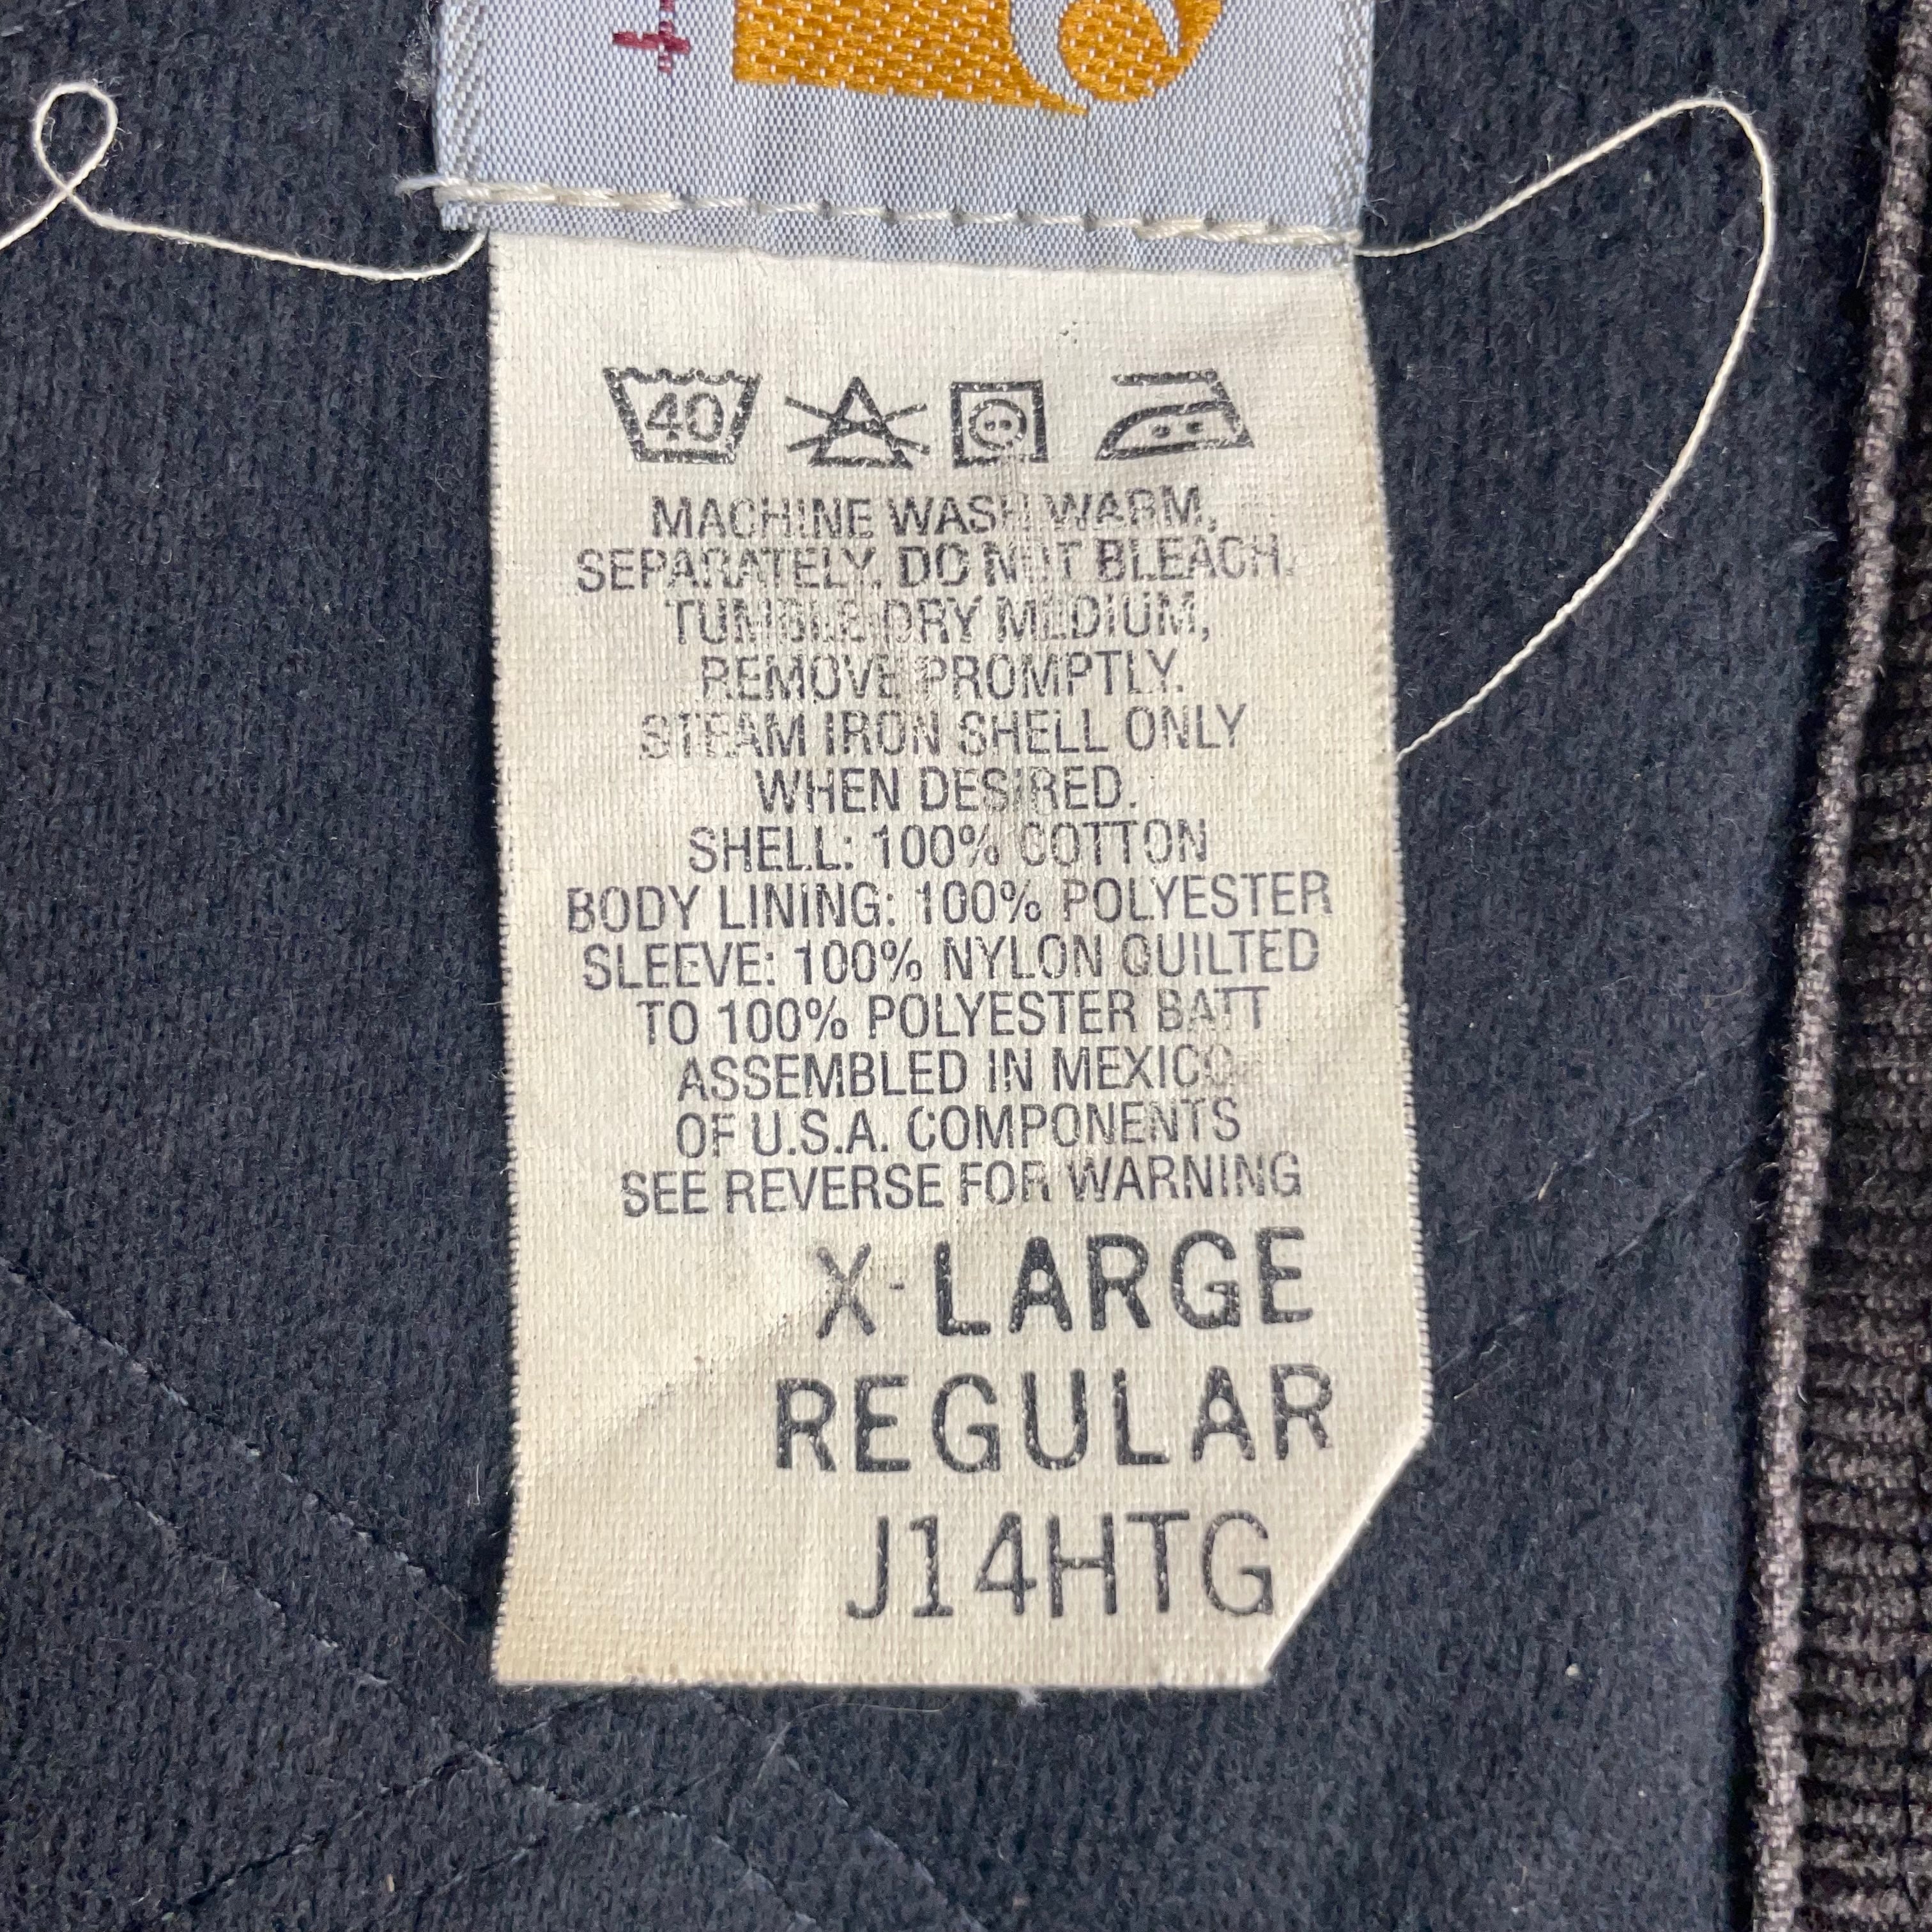 40
MACHINE WASH WARM,
SEPARATELY. DO NOT BLEACH.
TUMBLE DRY MEDIUM,
REMOVE PROMPTLY.
STEAM IRON SHELL ONLY
WHEN DESIRED.
SHELL: 100% COTTON
BODY LINING: 100% POLYESTER
SLEEVE: 100% NYLON QUILTED
TO 100% POLYESTER BATT
ASSEMBLED IN MEXICO
OF U.S.A. COMPONENTS
SEE REVERSE FOR WARNING
X-LARGE
REGULAR
J14HTG